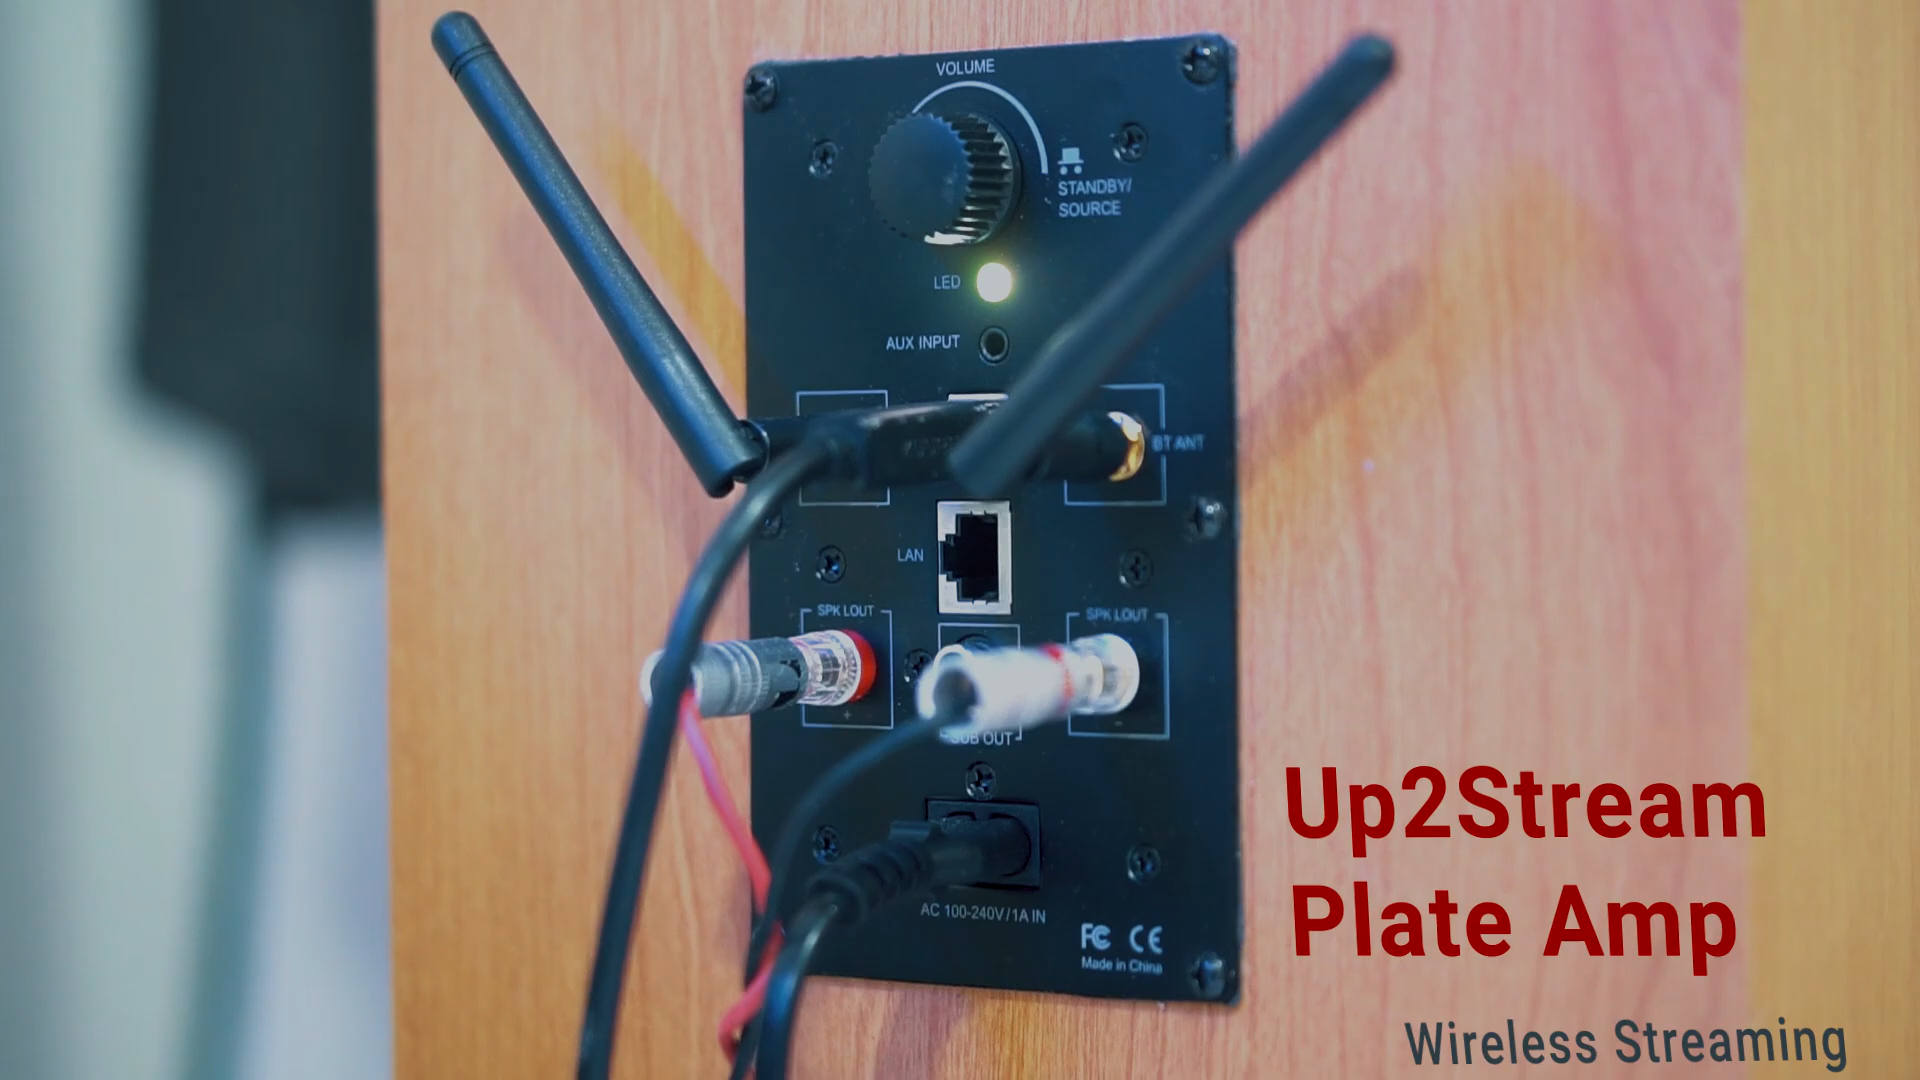 VOLUME
STANDBY/
SOURCE
LED
AUX INPUT
BT ANT
LAN
SPK LOUT
SPK LOUT
+
-
SUB OUT
AC 100-240V/1A IN
FC CE
Made in China
Up2Stream
Plate Amp
Wireless Streaming